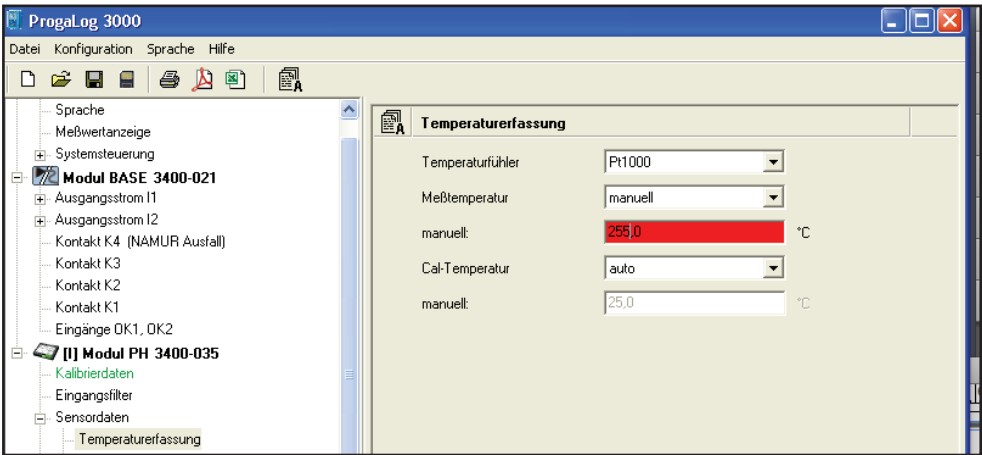 ProgaLog 3000
Datei Konfiguration Sprache Hilfe
Sprache
Meßwertanzeige
Systemsteuerung
Modul BASE 3400-021
Ausgangsstrom I1
Ausgangsstrom I2
Kontakt K4 (NAMUR Ausfall)
Kontakt K3
Kontakt K2
Kontakt K1
Eingänge OK1, OK2
[I] Modul PH 3400-035
Kalibrierdaten
Eingangsfilter
Sensordaten
Temperaturerfassung
Temperaturerfassung
Temperaturfühler Pt1000
Meßtemperatur manuell
manuell: 255,0 °C
Cal-Temperatur auto
manuell: 25,0 °C